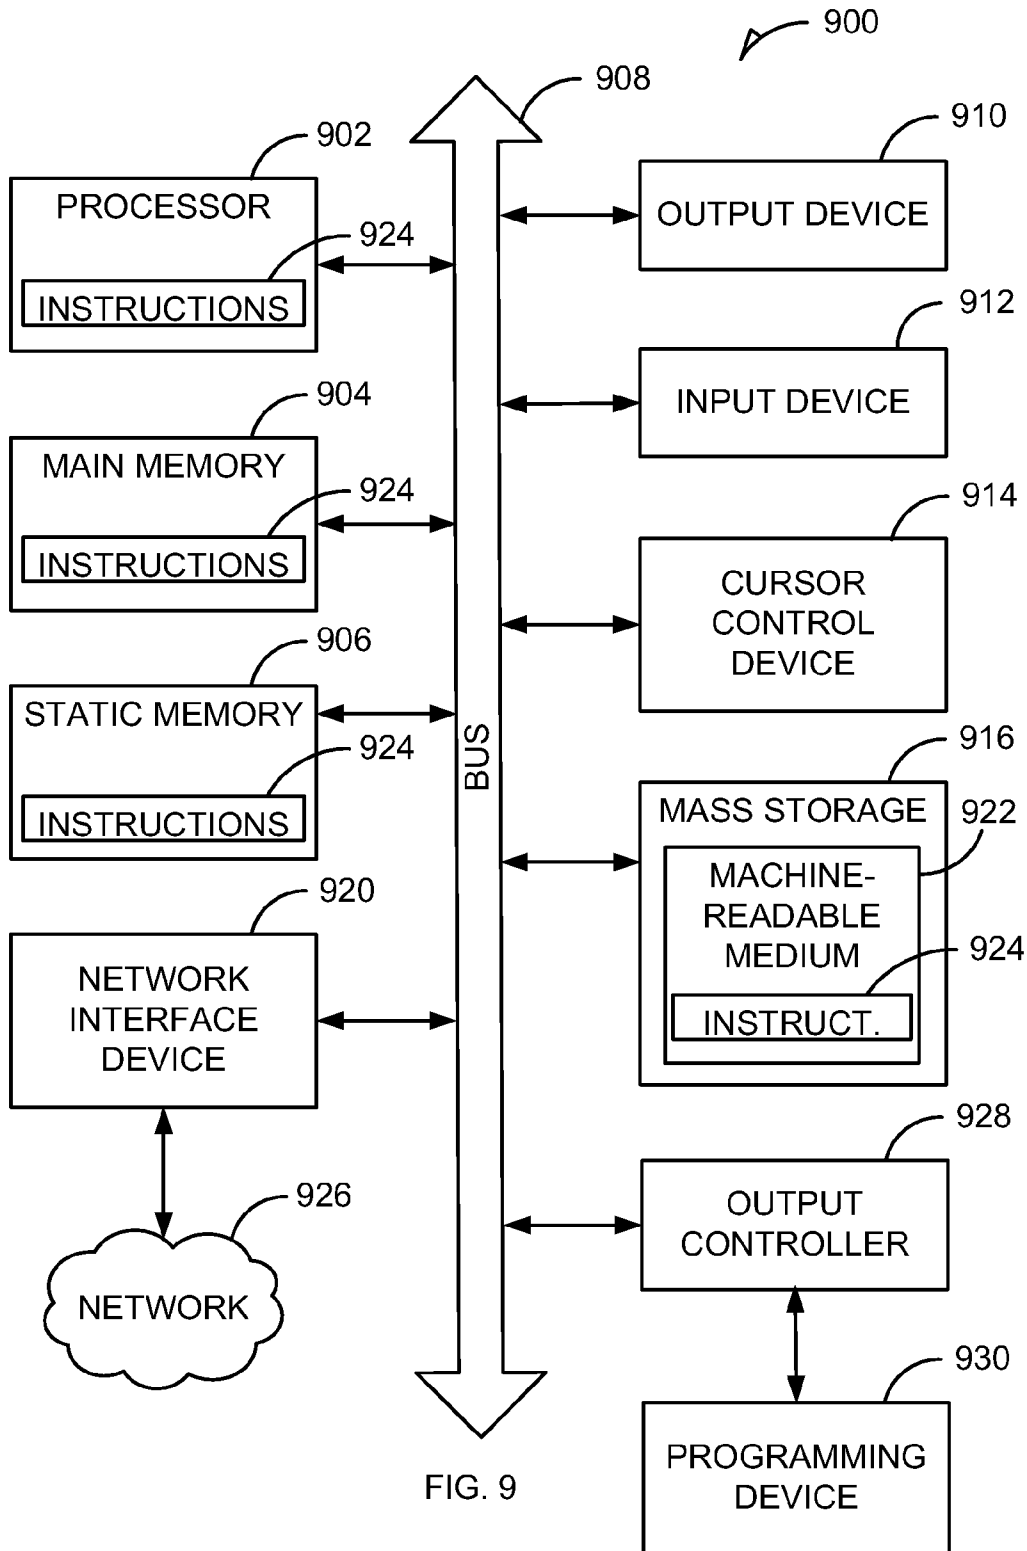 900
908
902
PROCESSOR
924
INSTRUCTIONS
904
MAIN MEMORY
924
INSTRUCTIONS
906
STATIC MEMORY
924
INSTRUCTIONS
920
NETWORK
INTERFACE
DEVICE
926
NETWORK
BUS
910
OUTPUT DEVICE
912
INPUT DEVICE
914
CURSOR
CONTROL
DEVICE
916
MASS STORAGE
922
MACHINE-
READABLE
MEDIUM
924
INSTRUCT.
928
OUTPUT
CONTROLLER
930
PROGRAMMING
DEVICE
FIG. 9